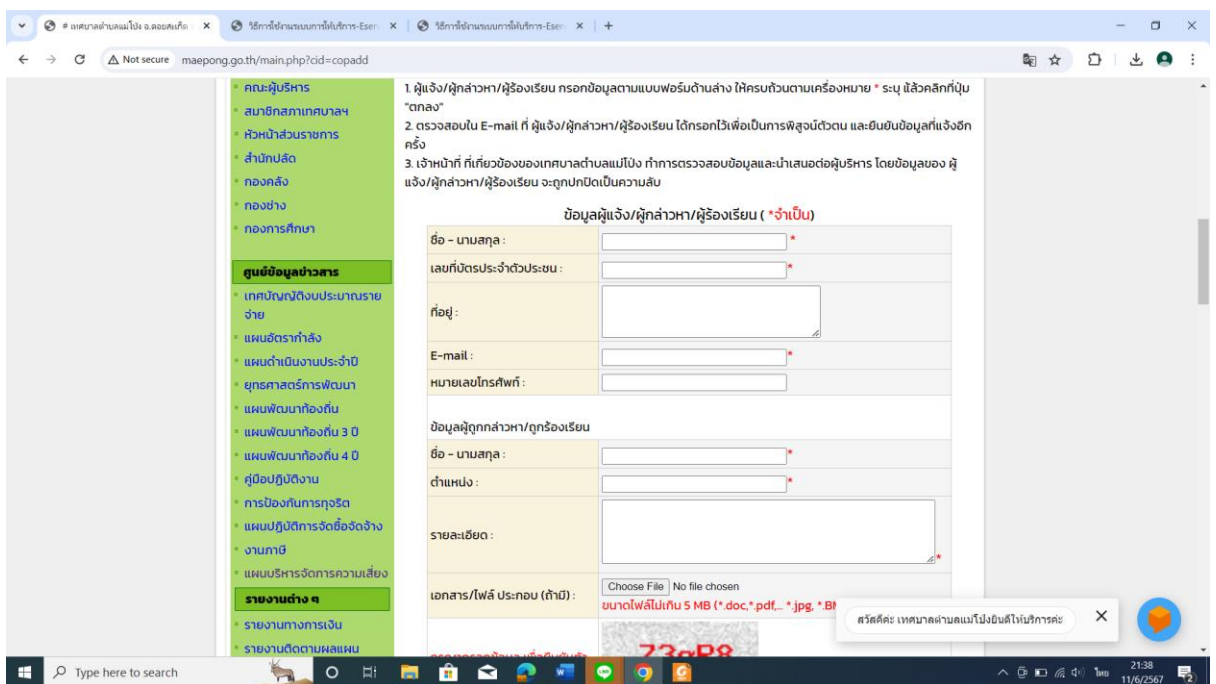 # เทศบาลตำบลแม่โป่ง อ.ดอยสะเก็ด
วิธีการใช้งานระบบการให้บริการ-Eser
วิธีการใช้งานระบบการให้บริการ-Eser
Not secure
maepong.go.th/main.php?cid=copadd
คณะผู้บริหาร
สมาชิกสภาเทศบาลฯ
หัวหน้าส่วนราชการ
สำนักปลัด
กองคลัง
กองช่าง
กองการศึกษา
ศูนย์ข้อมูลข่าวสาร
เทศบัญญัติงบประมาณราย
จ่าย
แผนอัตรากำลัง
แผนดำเนินงานประจำปี
ยุทธศาสตร์การพัฒนา
แผนพัฒนาท้องถิ่น
แผนพัฒนาท้องถิ่น 3 ปี
แผนพัฒนาท้องถิ่น 4 ปี
คู่มือปฏิบัติงาน
การป้องกันการทุจริต
แผนปฏิบัติการจัดซื้อจัดจ้าง
งานภาษี
แผนบริหารจัดการความเสี่ยง
รายงานต่าง ๆ
รายงานทางการเงิน
รายงานติดตามผลแผน
1. ผู้แจ้ง/ผู้กล่าวหา/ผู้ร้องเรียน กรอกข้อมูลตามแบบฟอร์มด้านล่าง ให้ครบถ้วนตามเครื่องหมาย * ระบุ แล้วคลิกที่ปุ่ม
"ตกลง"
2. ตรวจสอบใน E-mail ที่ ผู้แจ้ง/ผู้กล่าวหา/ผู้ร้องเรียน ได้กรอกไว้เพื่อเป็นการพิสูจน์ตัวตน และยืนยันข้อมูลที่แจ้งอีก
ครั้ง
3. เจ้าหน้าที่ ที่เกี่ยวข้องของเทศบาลตำบลแม่โป่ง ทำการตรวจสอบข้อมูลและนำเสนอต่อผู้บริหาร โดยข้อมูลของ ผู้
แจ้ง/ผู้กล่าวหา/ผู้ร้องเรียน จะถูกปกปิดเป็นความลับ
ข้อมูลผู้แจ้ง/ผู้กล่าวหา/ผู้ร้องเรียน ( *จำเป็น)
ชื่อ - นามสกุล : *
เลขที่บัตรประจำตัวประชน : *
ที่อยู่ :
E-mail : *
หมายเลขโทรศัพท์ :
ข้อมูลผู้ถูกกล่าวหา/ถูกร้องเรียน
ชื่อ - นามสกุล : *
ตำแหน่ง : *
รายละเอียด : *
เอกสาร/ไฟล์ ประกอบ (ถ้ามี) :
Choose File No file chosen
ขนาดไฟล์ไม่เกิน 5 MB (*.doc,*.pdf,.. *.jpg, *.BM
สวัสดีค่ะ เทศบาลตำบลแม่โป่งยินดีให้บริการค่ะ
Type here to search
ไทย
21:38
11/6/2567
2